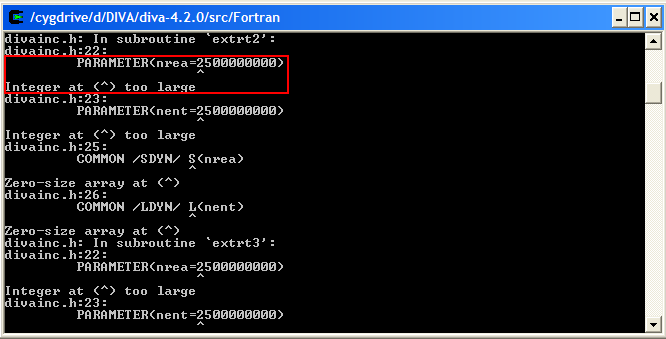 /cygdrive/d/DIVA/diva-4.2.0/src/Fortran
divainc.h: In subroutine `extrt2':
divainc.h:22:
PARAMETER(nrea=2500000000)
^
Integer at (^) too large
divainc.h:23:
PARAMETER(nent=2500000000)
^
Integer at (^) too large
divainc.h:25:
COMMON /SDYN/ S(nrea)
^
Zero-size array at (^)
divainc.h:26:
COMMON /LDYN/ L(nent)
^
Zero-size array at (^)
divainc.h: In subroutine `extrt3':
divainc.h:22:
PARAMETER(nrea=2500000000)
^
Integer at (^) too large
divainc.h:23:
PARAMETER(nent=2500000000)
^